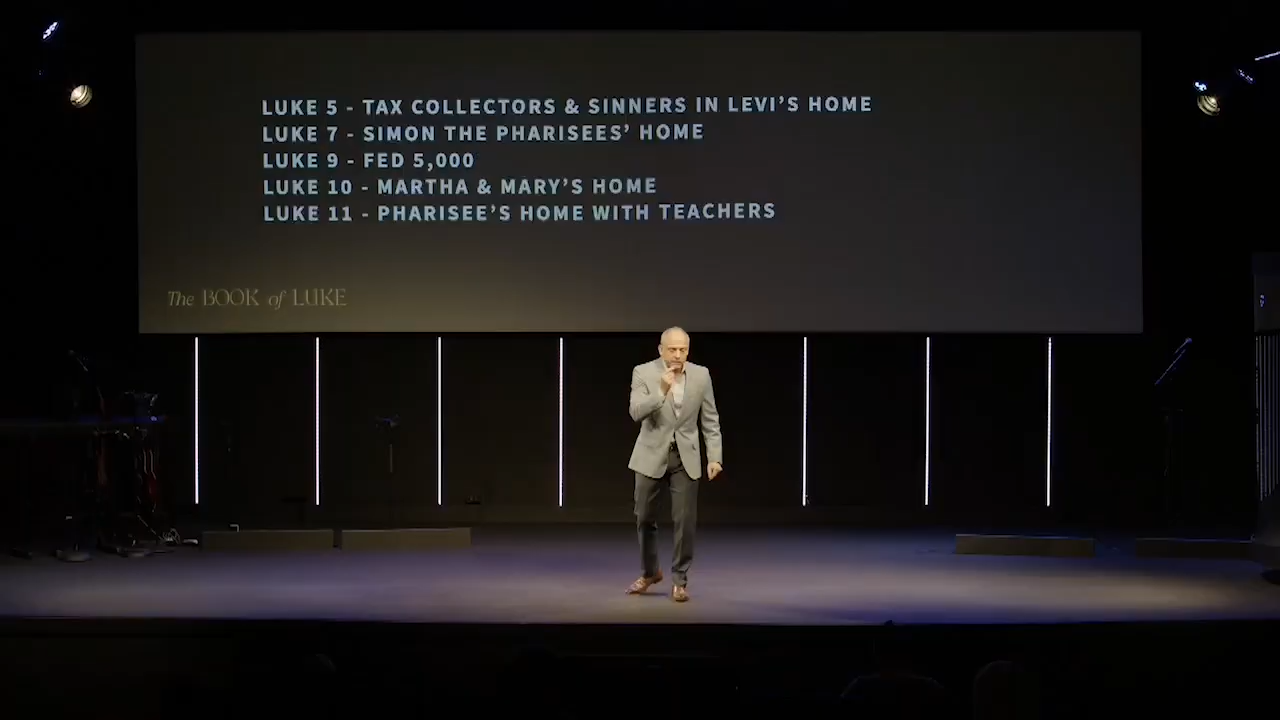 LUKE 5 - TAX COLLECTORS & SINNERS IN LEVI'S HOME
LUKE 7 - SIMON THE PHARISEES' HOME
LUKE 9 - FED 5,000
LUKE 10 - MARTHA & MARY'S HOME
LUKE 11 - PHARISEE'S HOME WITH TEACHERS
The BOOK of LUKE